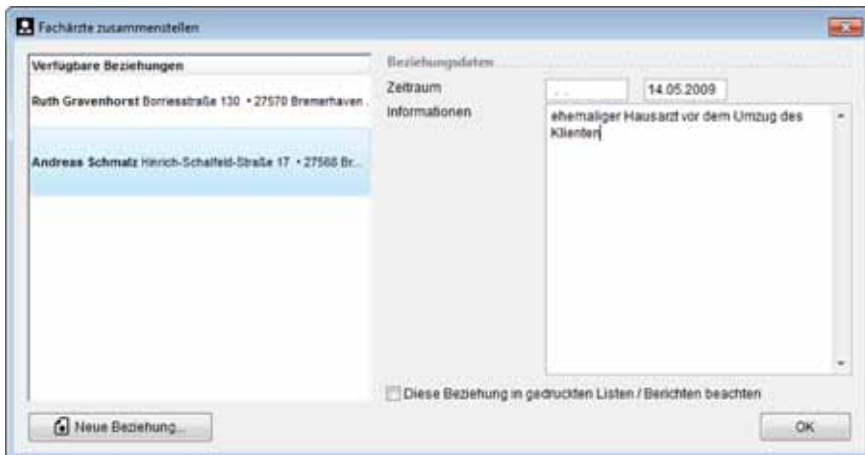 Fachärzte zusammenstellen
Verfügbare Beziehungen
Ruth Gravenhorst Borriesstraße 130 • 27570 Bremerhaven .
Andreas Schmalz Hinrich-Schalfeld-Straße 17 • 27568 Br...
Neue Beziehung...
Beziehungsdaten
Zeitraum . . 14.05.2009
Informationen
ehemaliger Hausarzt vor dem Umzug des
Klienten
Diese Beziehung in gedruckten Listen / Berichten beachten
OK